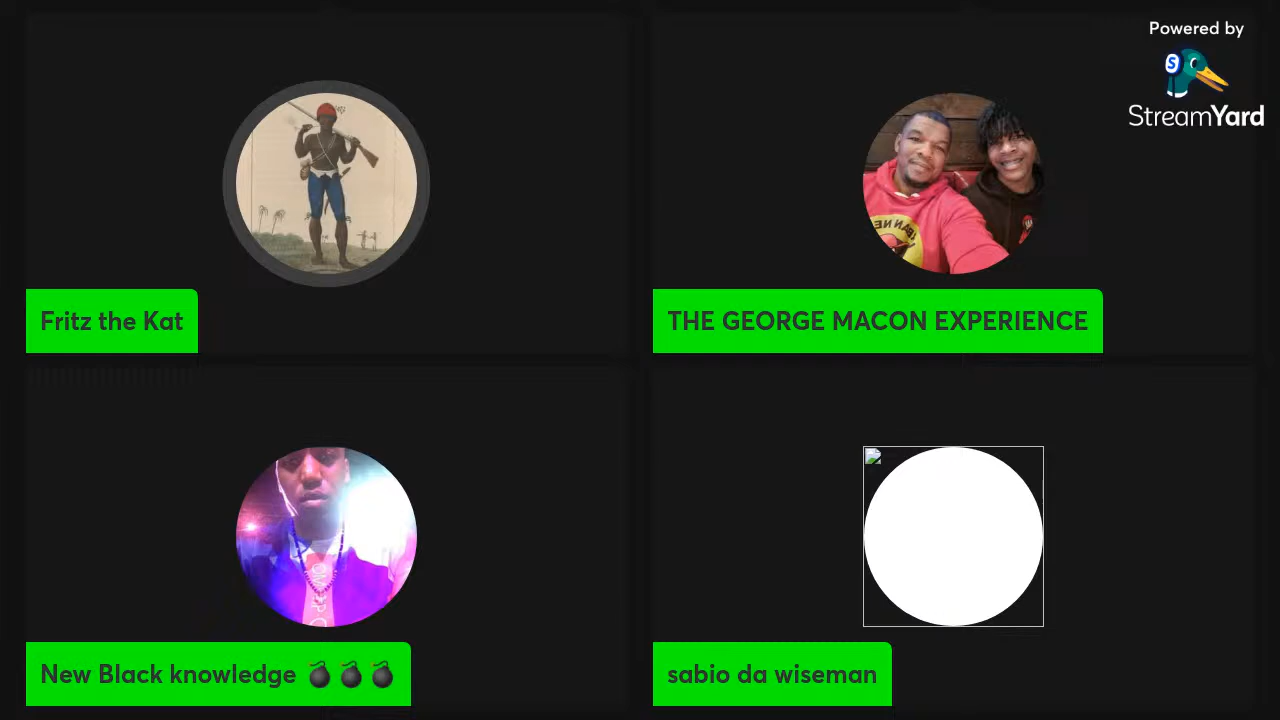 Powered by
StreamYard
Fritz the Kat
THE GEORGE MACON EXPERIENCE
New Black knowledge 💣💣💣
sabio da wiseman